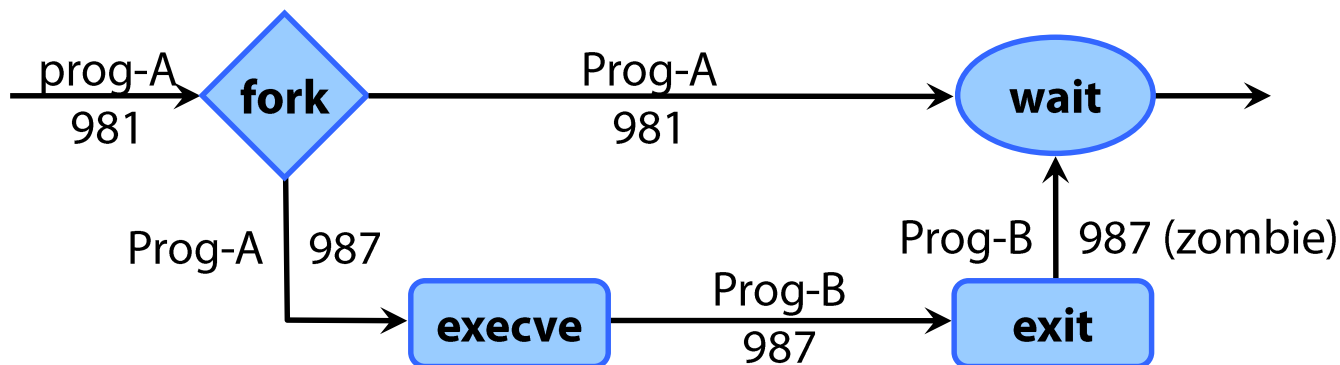 prog-A
981
fork
Prog-A
981
wait
Prog-A 987
execve
Prog-B
987
exit
Prog-B 987 (zombie)